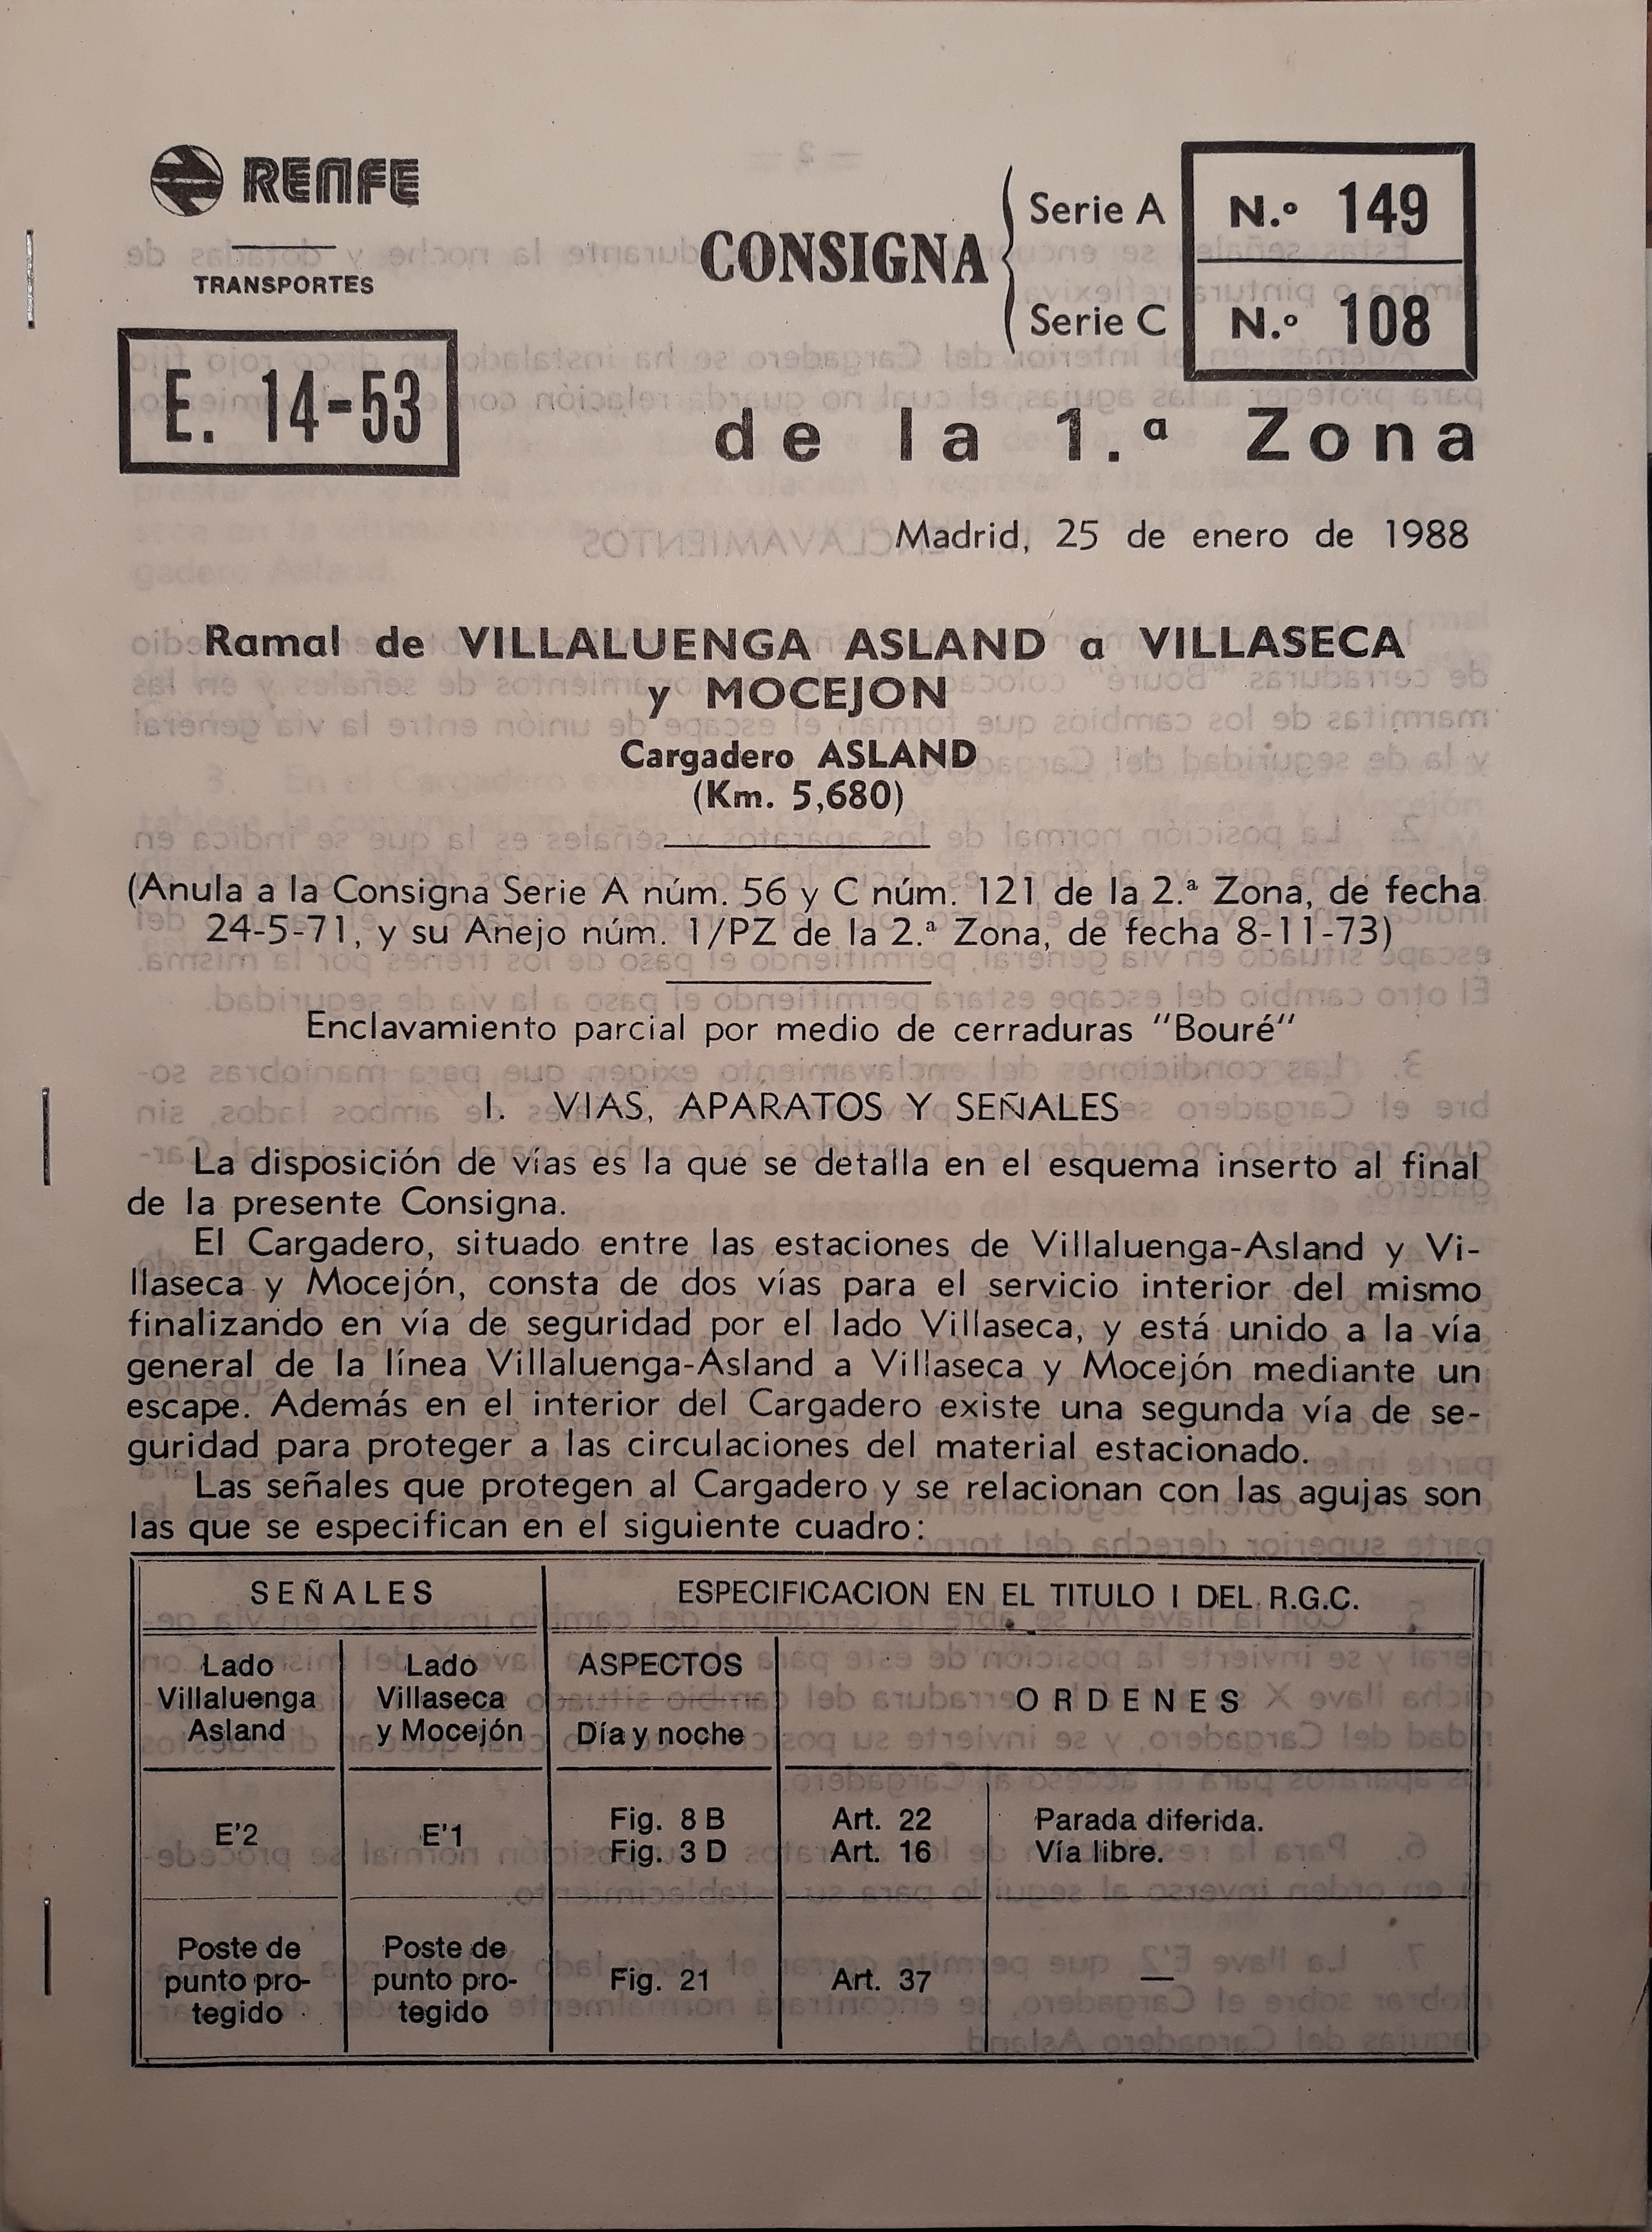 RENFE
TRANSPORTES
E. 14-53
CONSIGNA
Serie A N.º 149
Serie C N.º 108
de la 1.ª Zona
Madrid, 25 de enero de 1988
Ramal de VILLALUENGA ASLAND a VILLASECA
y MOCEJON
Cargadero ASLAND
(Km. 5,680)
(Anula a la Consigna Serie A núm. 56 y C núm. 121 de la 2.ª Zona, de fecha
24-5-71, y su Anejo núm. 1/PZ de la 2.ª Zona, de fecha 8-11-73)
Enclavamiento parcial por medio de cerraduras "Bouré"
I. VIAS, APARATOS Y SEÑALES
La disposición de vías es la que se detalla en el esquema inserto al final
de la presente Consigna.
El Cargadero, situado entre las estaciones de Villaluenga-Asland y Vi-
llaseca y Mocejón, consta de dos vías para el servicio interior del mismo
finalizando en vía de seguridad por el lado Villaseca, y está unido a la vía
general de la línea Villaluenga-Asland a Villaseca y Mocejón mediante un
escape. Además en el interior del Cargadero existe una segunda vía de se-
guridad para proteger a las circulaciones del material estacionado.
Las señales que protegen al Cargadero y se relacionan con las agujas son
las que se especifican en el siguiente cuadro:
SEÑALES
ESPECIFICACION EN EL TITULO I DEL R.G.C.
Lado
Villaluenga
Asland
Lado
Villaseca
y Mocejón
ASPECTOS
Día y noche
ORDENES
E'2
E'1
Fig. 8 B
Fig. 3 D
Art. 22
Art. 16
Parada diferida.
Vía libre.
Poste de
punto pro-
tegido
Poste de
punto pro-
tegido
Fig. 21
Art. 37
—